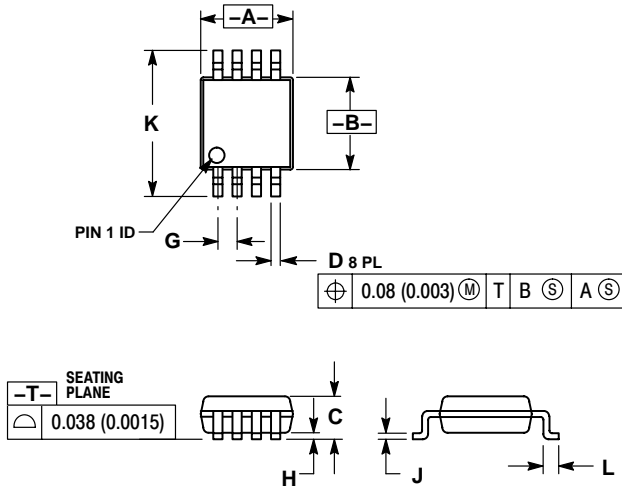 –A–
K
–B–
PIN 1 ID
G
D 8 PL
⌖ 0.08 (0.003) Ⓜ T B Ⓢ A Ⓢ
–T– SEATING PLANE
⌓ 0.038 (0.0015)
C
H
J
L